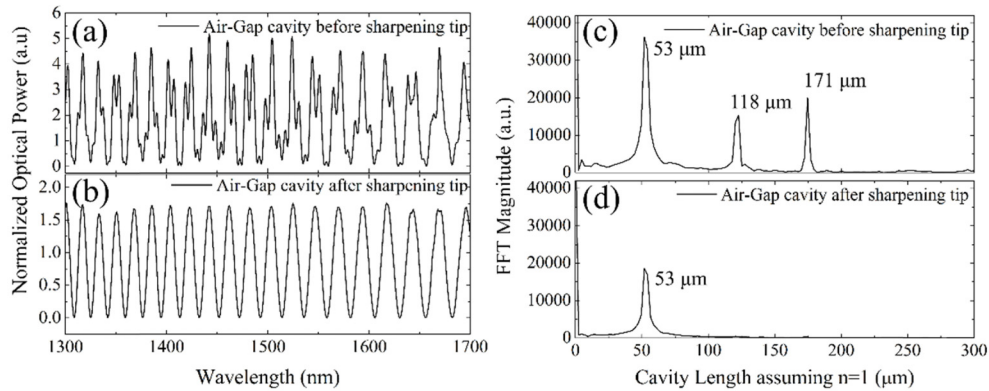 (a)
Air-Gap cavity before sharpening tip
6
5
4
3
2
1
0
(b)
Air-Gap cavity after sharpening tip
1.5
1.0
0.5
0.0
Normalized Optical Power (a.u)
1300
1400
1500
1600
1700
Wavelength (nm)
(c)
Air-Gap cavity before sharpening tip
53 μm
118 μm
171 μm
40000
30000
20000
10000
0
(d)
Air-Gap cavity after sharpening tip
53 μm
40000
30000
20000
10000
0
FFT Magnitude (a.u.)
0
50
100
150
200
250
300
Cavity Length assuming n=1 (μm)